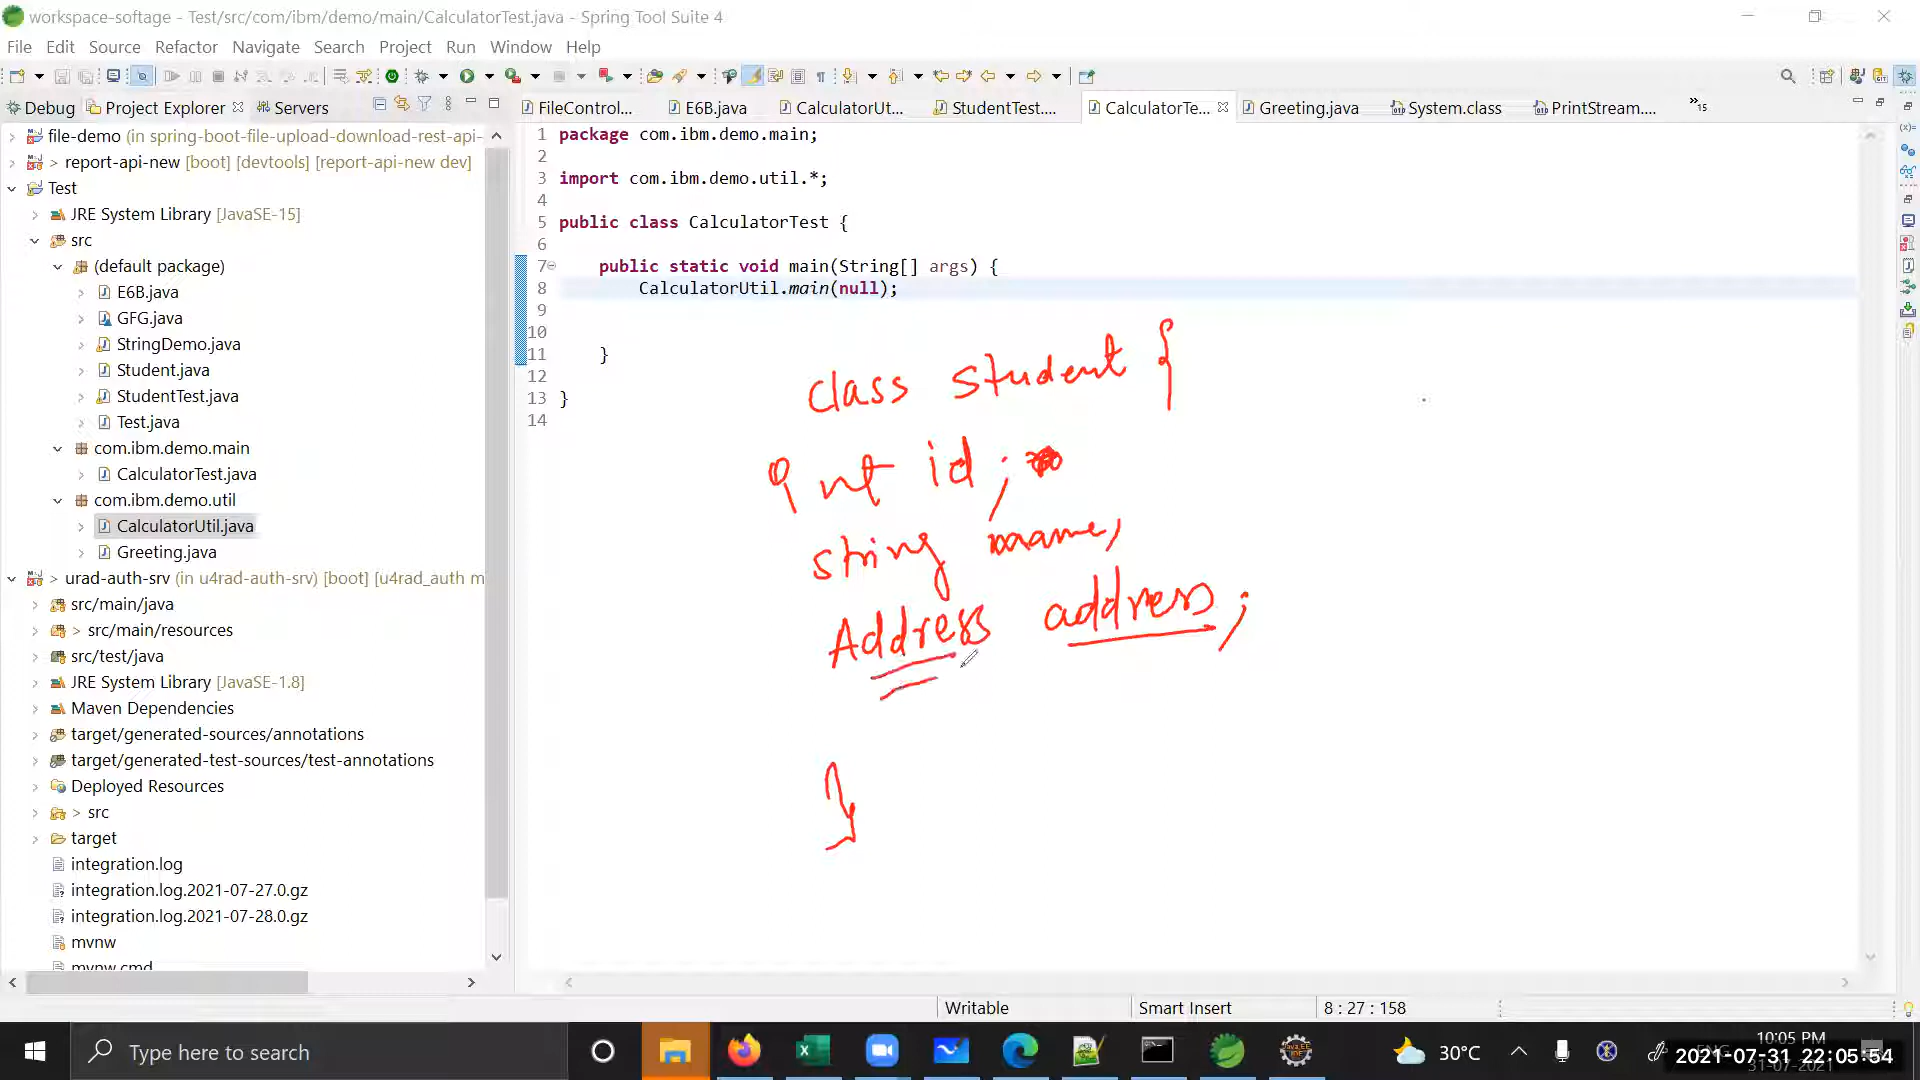 workspace-softage - Test/src/com/ibm/demo/main/CalculatorTest.java - Spring Tool Suite 4
File Edit Source Refactor Navigate Search Project Run Window Help
Debug Project Explorer Servers
FileControl... E6B.java CalculatorUt... StudentTest.... CalculatorTe... Greeting.java System.class PrintStream.... »15
file-demo (in spring-boot-file-upload-download-rest-api-
> report-api-new [boot] [devtools] [report-api-new dev]
Test
JRE System Library [JavaSE-15]
src
(default package)
E6B.java
GFG.java
StringDemo.java
Student.java
StudentTest.java
Test.java
com.ibm.demo.main
CalculatorTest.java
com.ibm.demo.util
CalculatorUtil.java
Greeting.java
> urad-auth-srv (in u4rad-auth-srv) [boot] [u4rad_auth m
src/main/java
> src/main/resources
src/test/java
JRE System Library [JavaSE-1.8]
Maven Dependencies
target/generated-sources/annotations
target/generated-test-sources/test-annotations
Deployed Resources
> src
target
integration.log
integration.log.2021-07-27.0.gz
integration.log.2021-07-28.0.gz
mvnw
mvnw.cmd
1 package com.ibm.demo.main;
2
3 import com.ibm.demo.util.*;
4
5 public class CalculatorTest {
6
7 public static void main(String[] args) {
8 CalculatorUtil.main(null);
9
10
11 }
12
13 }
14
class student {
int id;
string name,
Address address;
}
Writable Smart Insert 8 : 27 : 158
Type here to search
30°C
10:05 PM
2021-07-31 22:05:54
31-07-2021